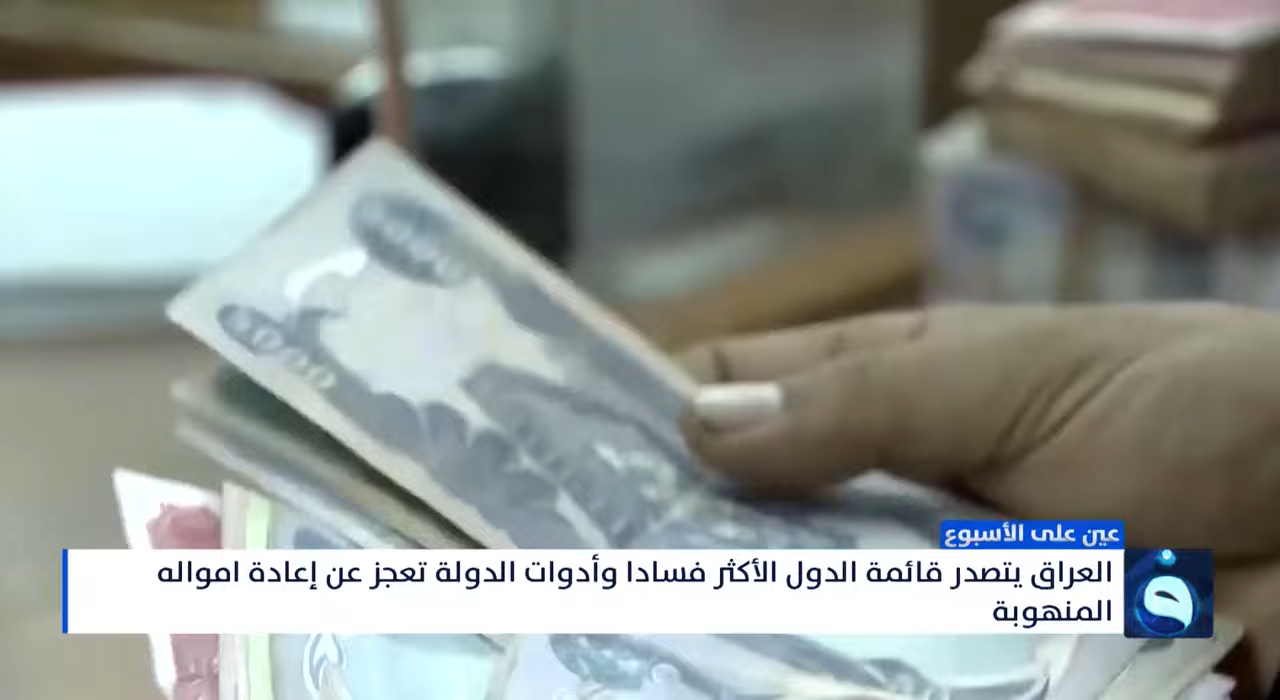 عين على الأسبوع
العراق يتصدر قائمة الدول الأكثر فسادا وأدوات الدولة تعجز عن إعادة امواله
المنهوبة